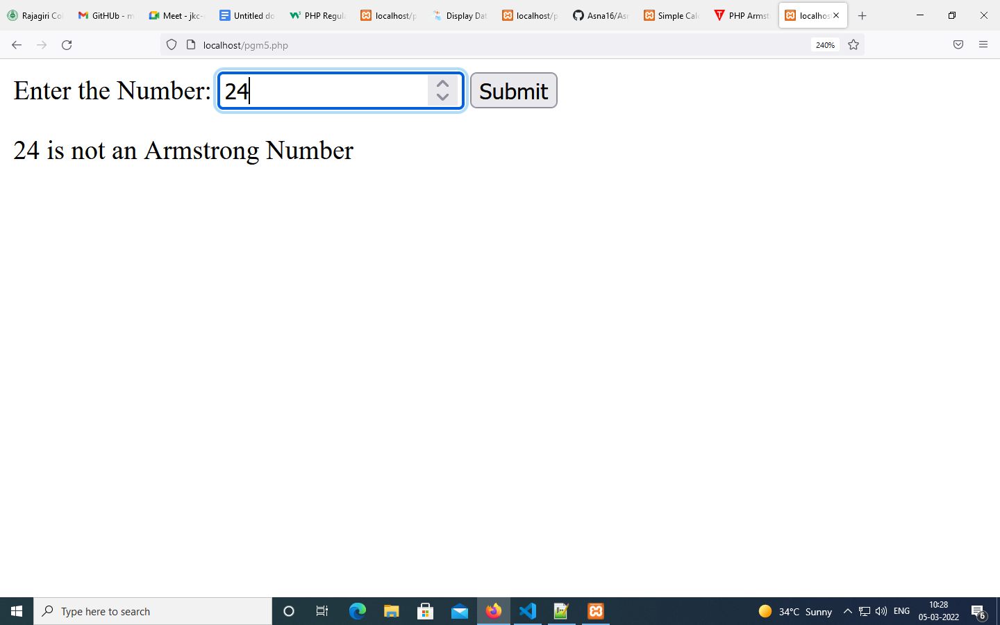 Rajagiri Co
GitHUb - m
Meet - jkc-
Untitled do
PHP Regul
localhost/p
Display Dat
localhost/p
Asna16/Asn
Simple Calc
PHP Armst
localhos
localhost/pgm5.php
240%
Enter the Number: 24 Submit
24 is not an Armstrong Number
Type here to search
34°C Sunny
ENG
10:28
05-03-2022
6